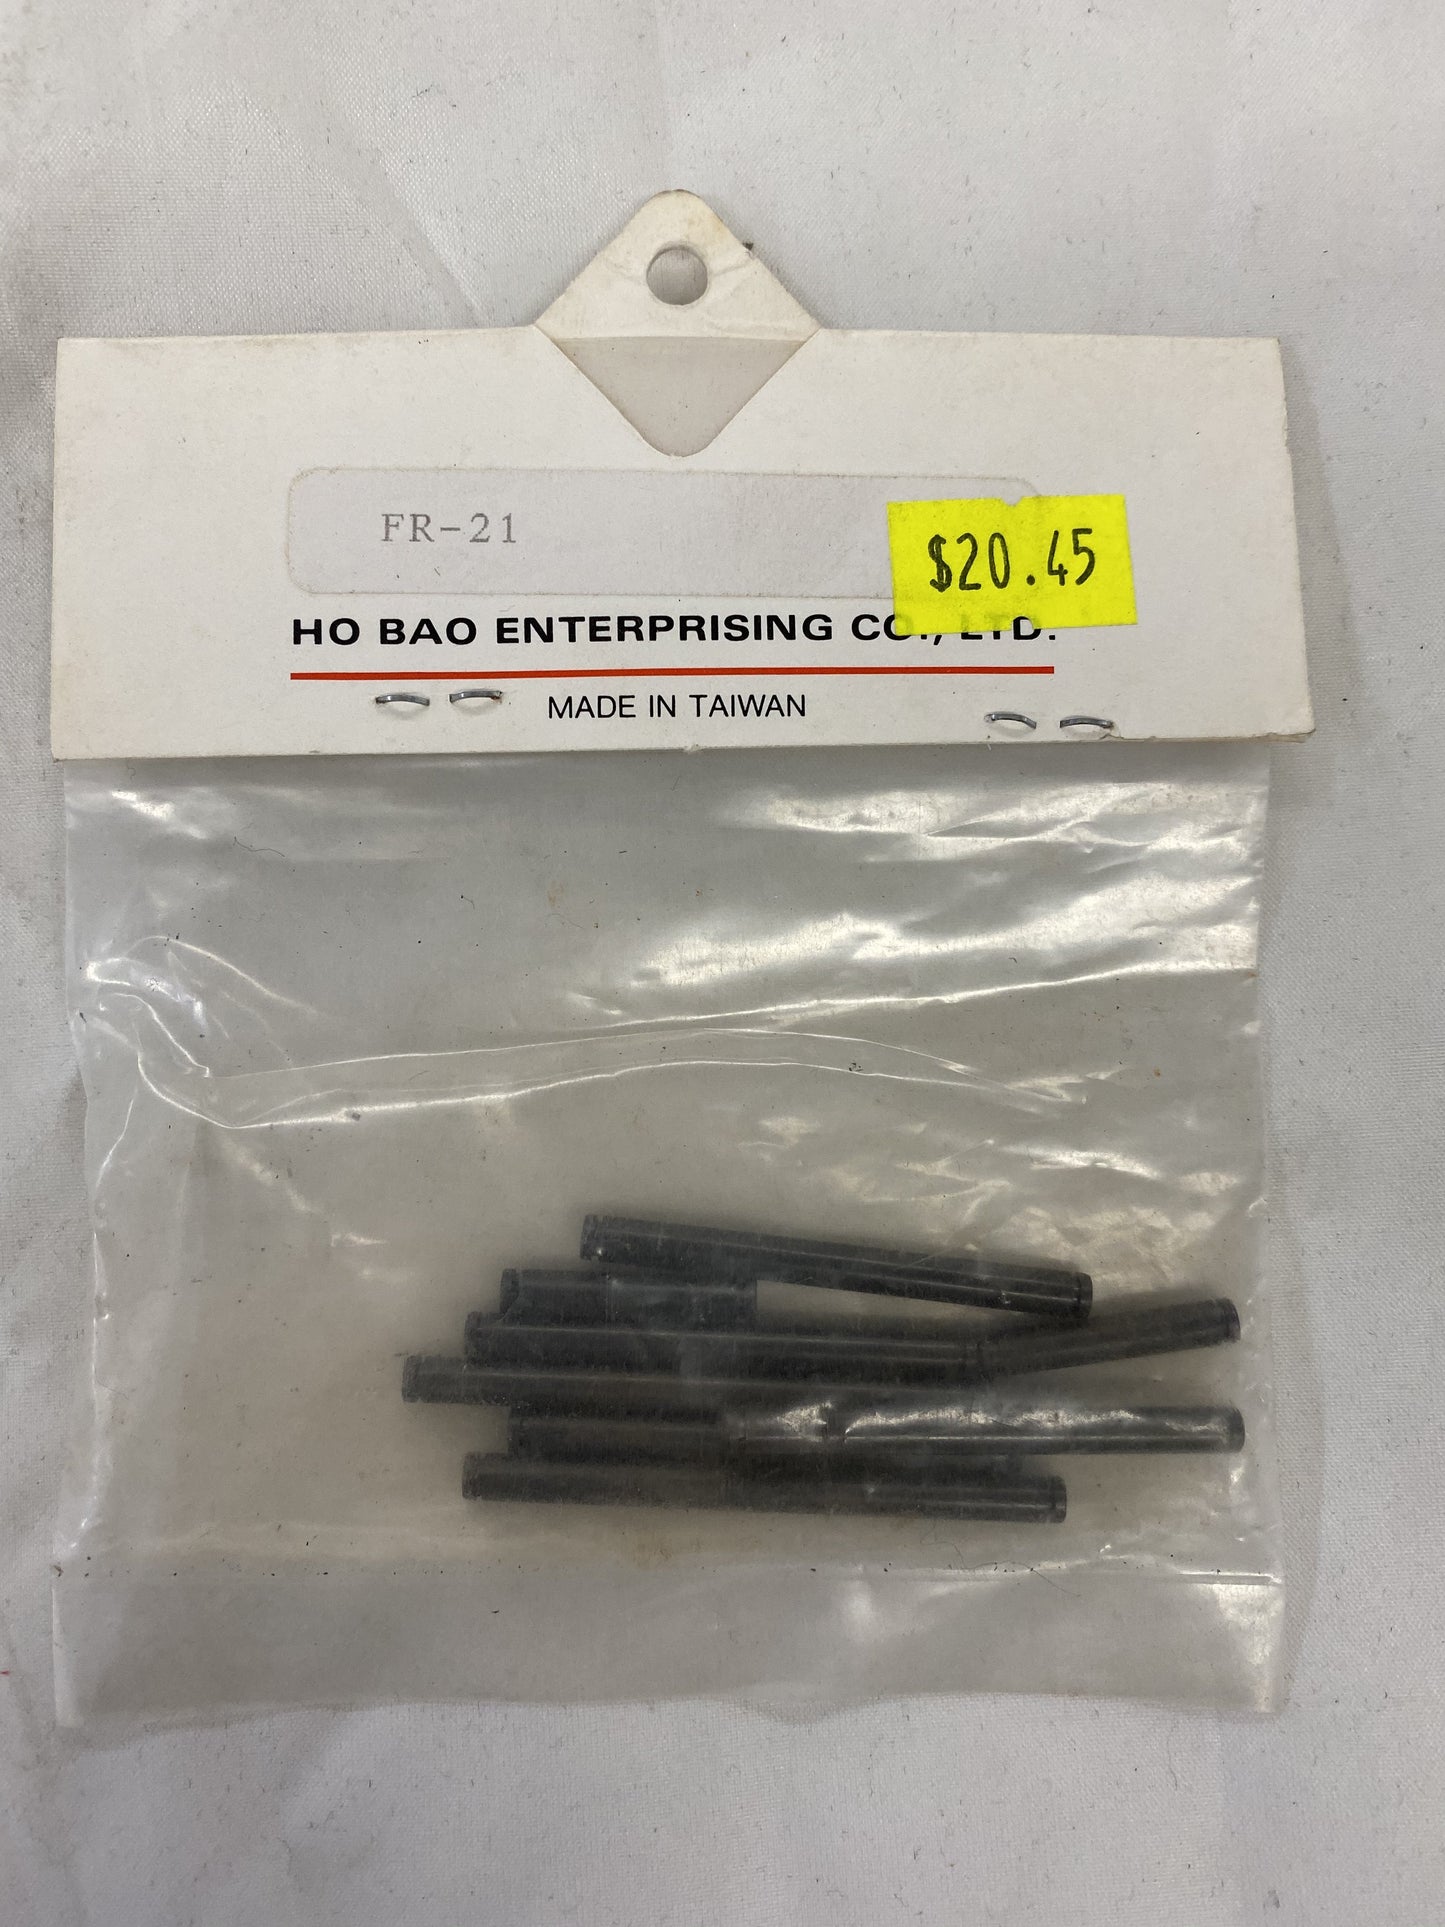 FR-21
$20.45
HO BAO ENTERPRISING CO., LTD.
MADE IN TAIWAN